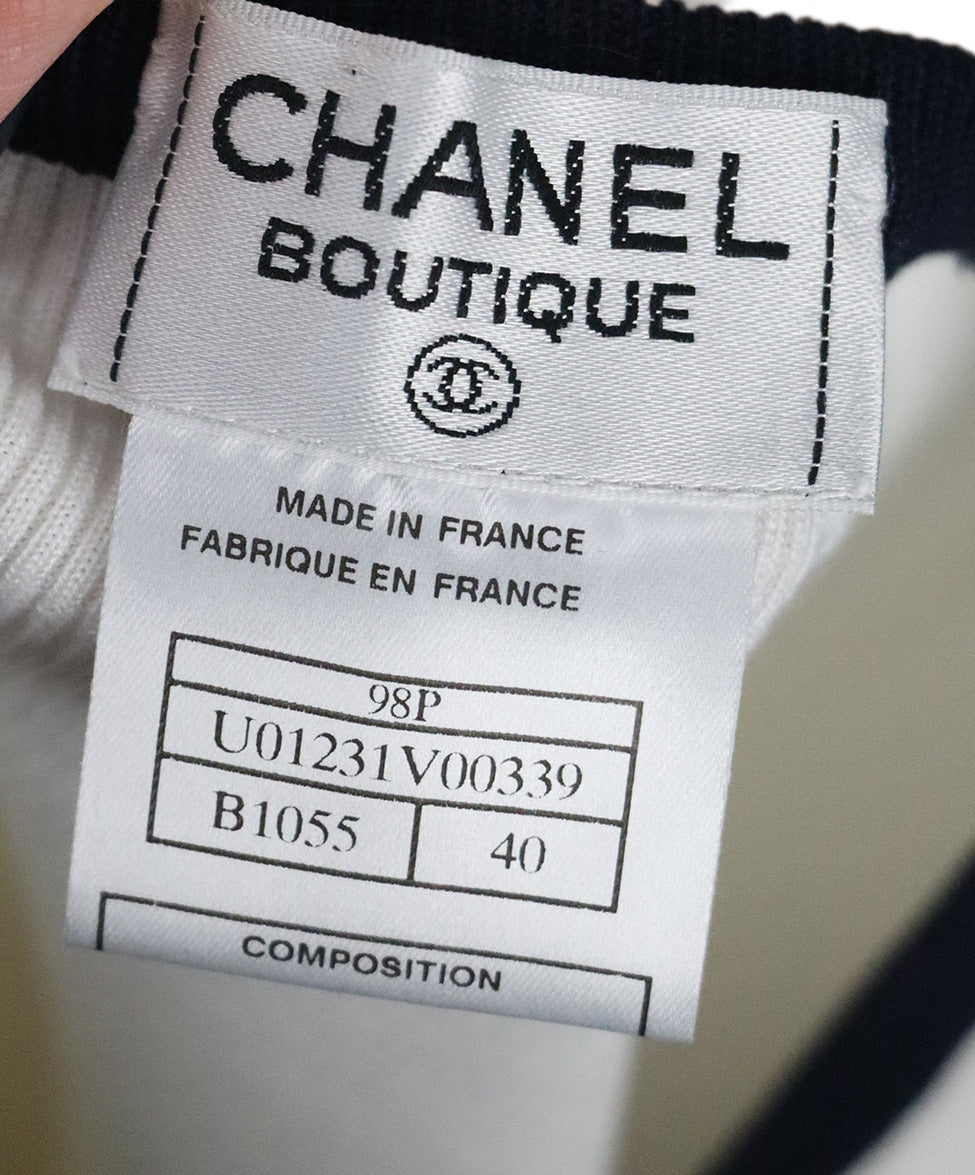 CHANEL
BOUTIQUE
MADE IN FRANCE
FABRIQUE EN FRANCE
98P
U01231V00339
B1055 40
COMPOSITION